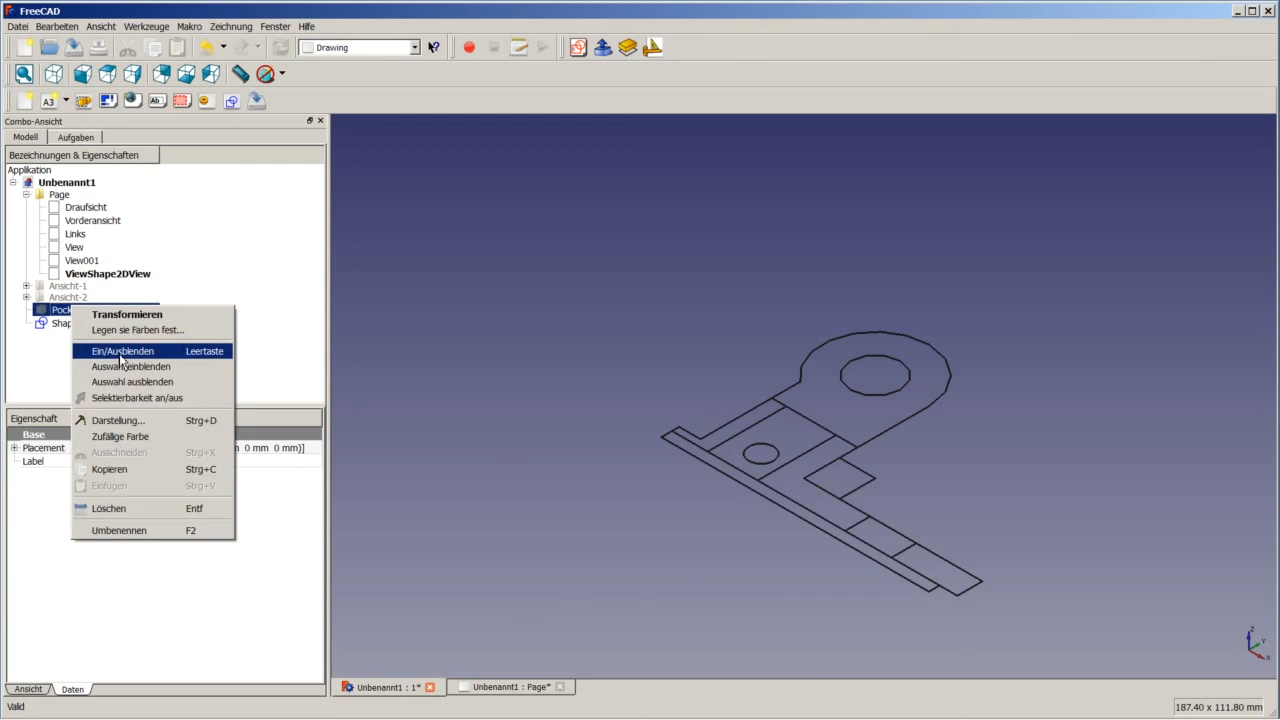 FreeCAD
Datei Bearbeiten Ansicht Werkzeuge Makro Zeichnung Fenster Hilfe
Drawing
A3
Ab
Combo-Ansicht
Modell Aufgaben
Bezeichnungen & Eigenschaften
Applikation
Unbenannt1
Page
Draufsicht
Vorderansicht
Links
View
View001
ViewShape2DView
Ansicht-1
Ansicht-2
Pock
Shap
Transformieren
Legen sie Farben fest...
Ein/Ausblenden Leertaste
Auswahl einblenden
Auswahl ausblenden
Selektierbarkeit an/aus
Darstellung... Strg+D
Zufällige Farbe
Ausschneiden Strg+X
Kopieren Strg+C
Einfügen Strg+V
Löschen Entf
Umbenennen F2
Eigenschaft
Base
Placement 0 mm 0 mm)]
Label
Z
Y
X
Ansicht Daten
Unbenannt1 : 1* Unbenannt1 : Page*
Valid 187.40 x 111.80 mm